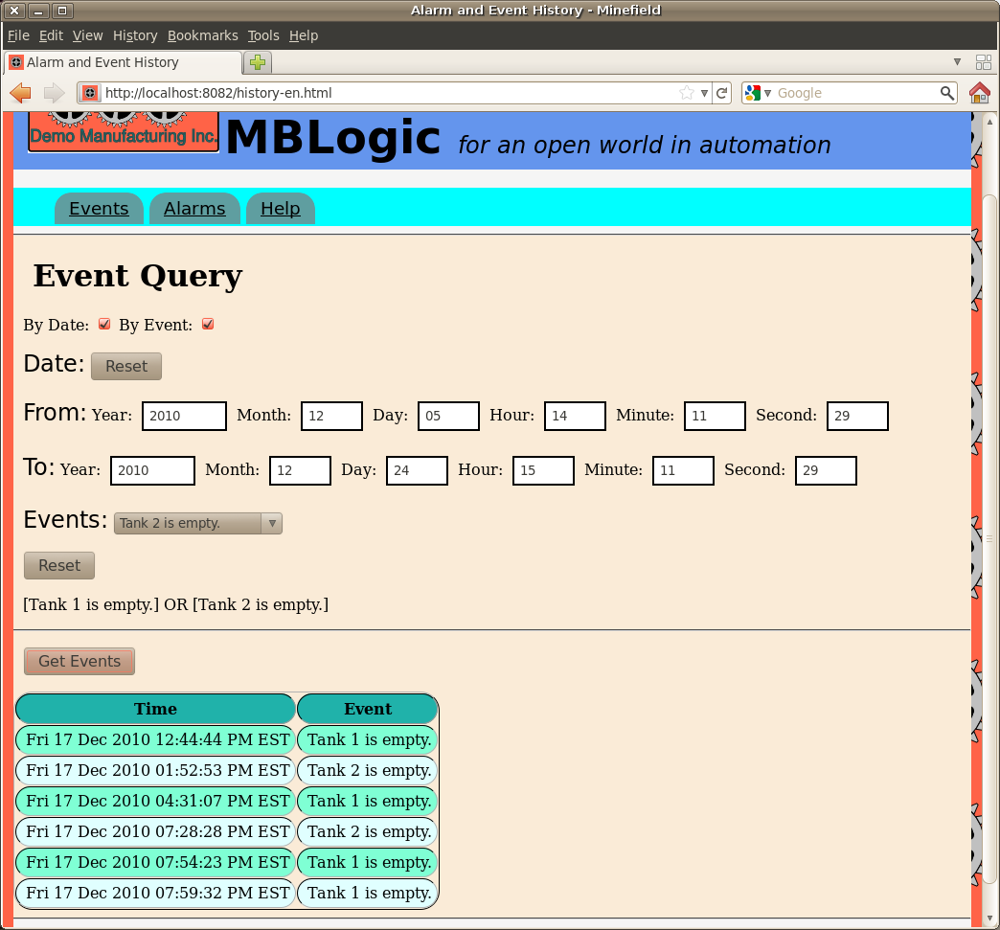 Alarm and Event History - Minefield
File Edit View History Bookmarks Tools Help
Alarm and Event History
http://localhost:8082/history-en.html Google
Demo Manufacturing Inc. MBLogic for an open world in automation
Events Alarms Help
Event Query
By Date: By Event:
Date: Reset
From: Year: 2010 Month: 12 Day: 05 Hour: 14 Minute: 11 Second: 29
To: Year: 2010 Month: 12 Day: 24 Hour: 15 Minute: 11 Second: 29
Events: Tank 2 is empty.
Reset
[Tank 1 is empty.] OR [Tank 2 is empty.]
Get Events
Time Event
Fri 17 Dec 2010 12:44:44 PM EST Tank 1 is empty.
Fri 17 Dec 2010 01:52:53 PM EST Tank 2 is empty.
Fri 17 Dec 2010 04:31:07 PM EST Tank 1 is empty.
Fri 17 Dec 2010 07:28:28 PM EST Tank 2 is empty.
Fri 17 Dec 2010 07:54:23 PM EST Tank 1 is empty.
Fri 17 Dec 2010 07:59:32 PM EST Tank 1 is empty.